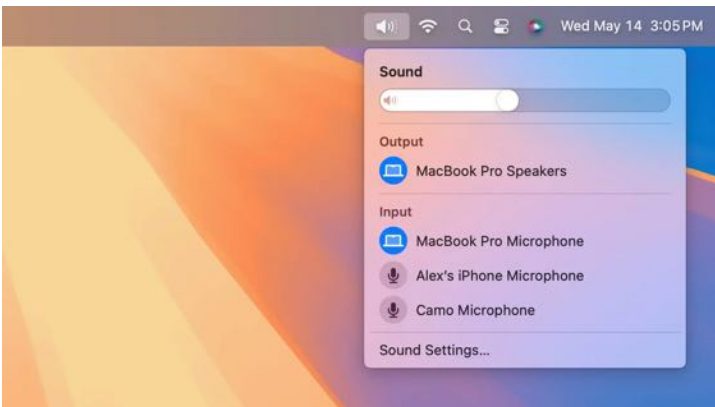 Wed May 14 3:05 PM
Sound
Output
MacBook Pro Speakers
Input
MacBook Pro Microphone
Alex's iPhone Microphone
Camo Microphone
Sound Settings...